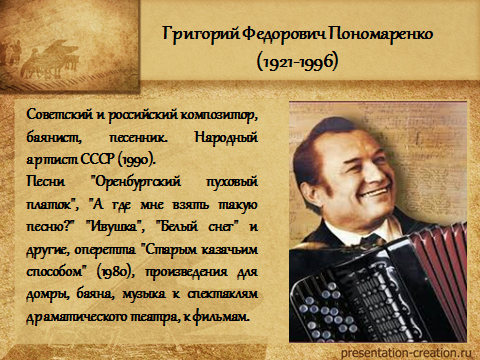 Григорий Федорович Пономаренко
(1921-1996)
Советский и российский композитор,
баянист, песенник. Народный
артист СССР (1990).
Песни "Оренбургский пуховый
платок", "А где мне взять такую
песню?" "Ивушка", "Белый снег" и
другие, оперетта "Старым казачьим
способом" (1980), произведения для
домры, баяна, музыка к спектаклям
драматического театра, к фильмам.
presentation-creation.ru